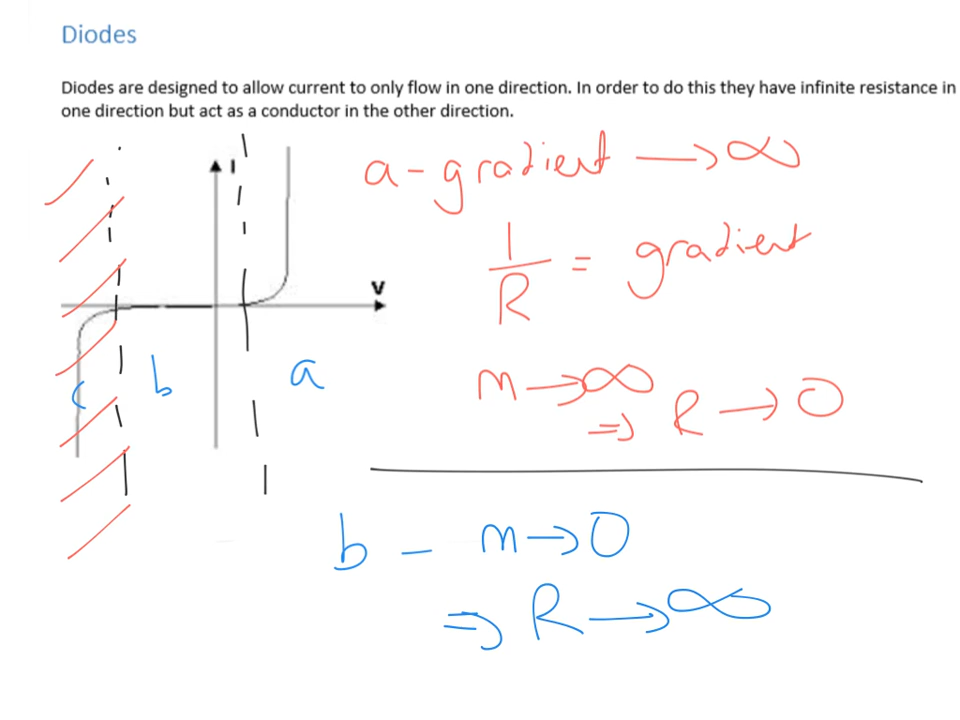 Diodes
Diodes are designed to allow current to only flow in one direction. In order to do this they have infinite resistance in
one direction but act as a conductor in the other direction.
I
a - gradient → ∞
1/R = gradient
V
m → ∞
⇒ R → 0
c b a
b - m → 0
⇒ R → ∞